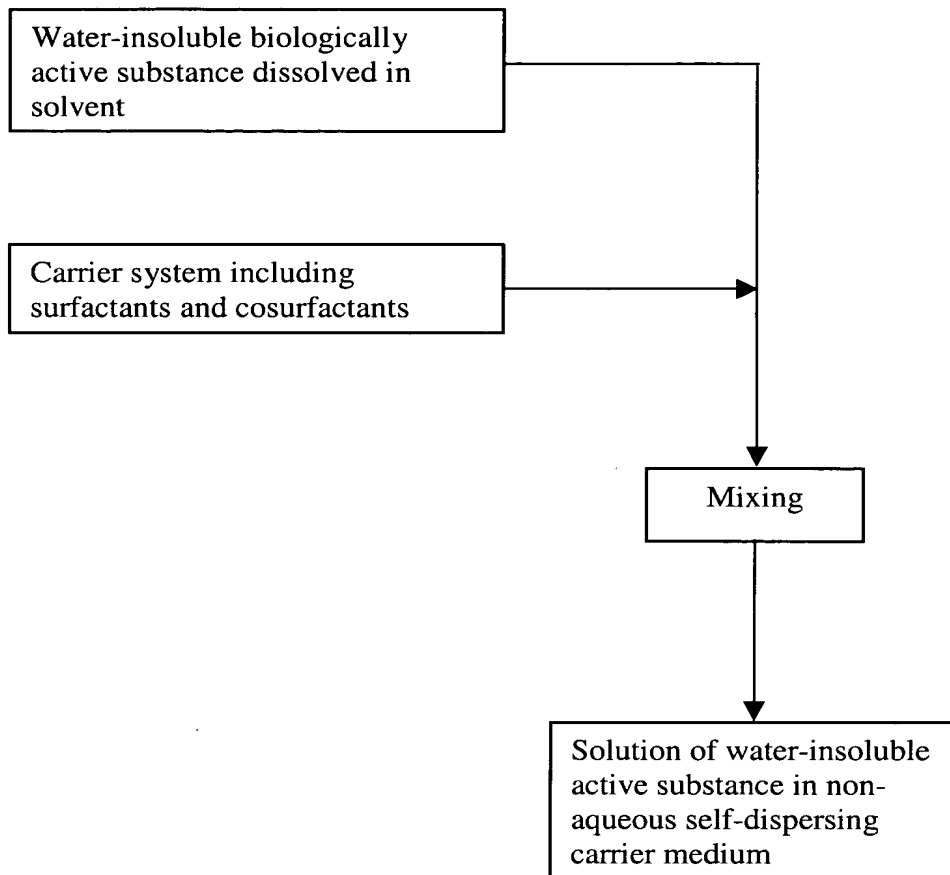 Water-insoluble biologically
active substance dissolved in
solvent
Carrier system including
surfactants and cosurfactants
Mixing
Solution of water-insoluble
active substance in non-
aqueous self-dispersing
carrier medium